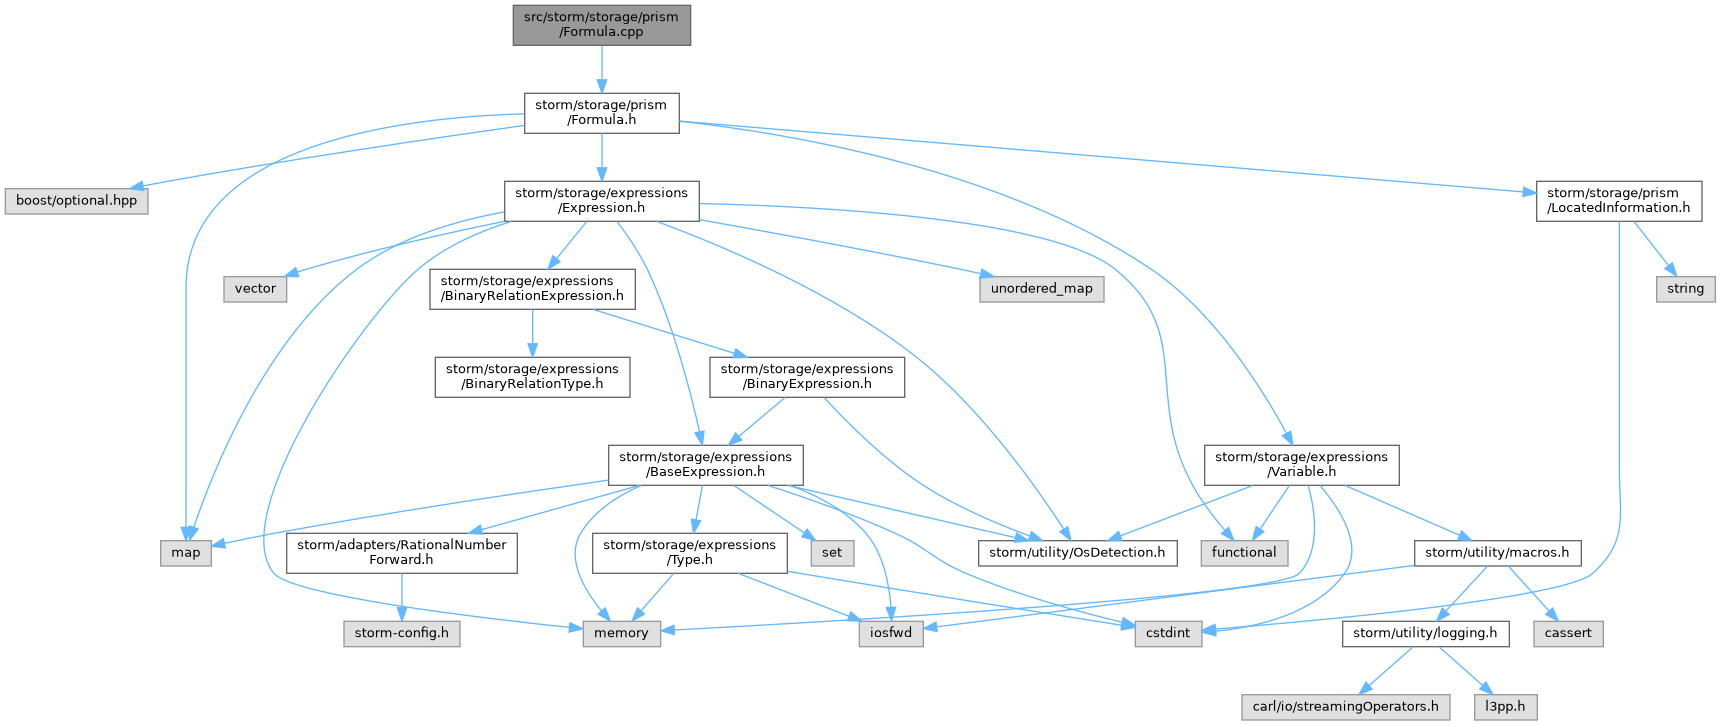 src/storm/storage/prism
/Formula.cpp
storm/storage/prism
/Formula.h
boost/optional.hpp
storm/storage/expressions
/Expression.h
storm/storage/prism
/LocatedInformation.h
vector
storm/storage/expressions
/BinaryRelationExpression.h
unordered_map
string
storm/storage/expressions
/BinaryRelationType.h
storm/storage/expressions
/BinaryExpression.h
storm/storage/expressions
/BaseExpression.h
storm/storage/expressions
/Variable.h
map
storm/adapters/RationalNumber
Forward.h
storm/storage/expressions
/Type.h
set
storm/utility/OsDetection.h
functional
storm/utility/macros.h
storm-config.h
memory
iosfwd
cstdint
storm/utility/logging.h
cassert
carl/io/streamingOperators.h
l3pp.h